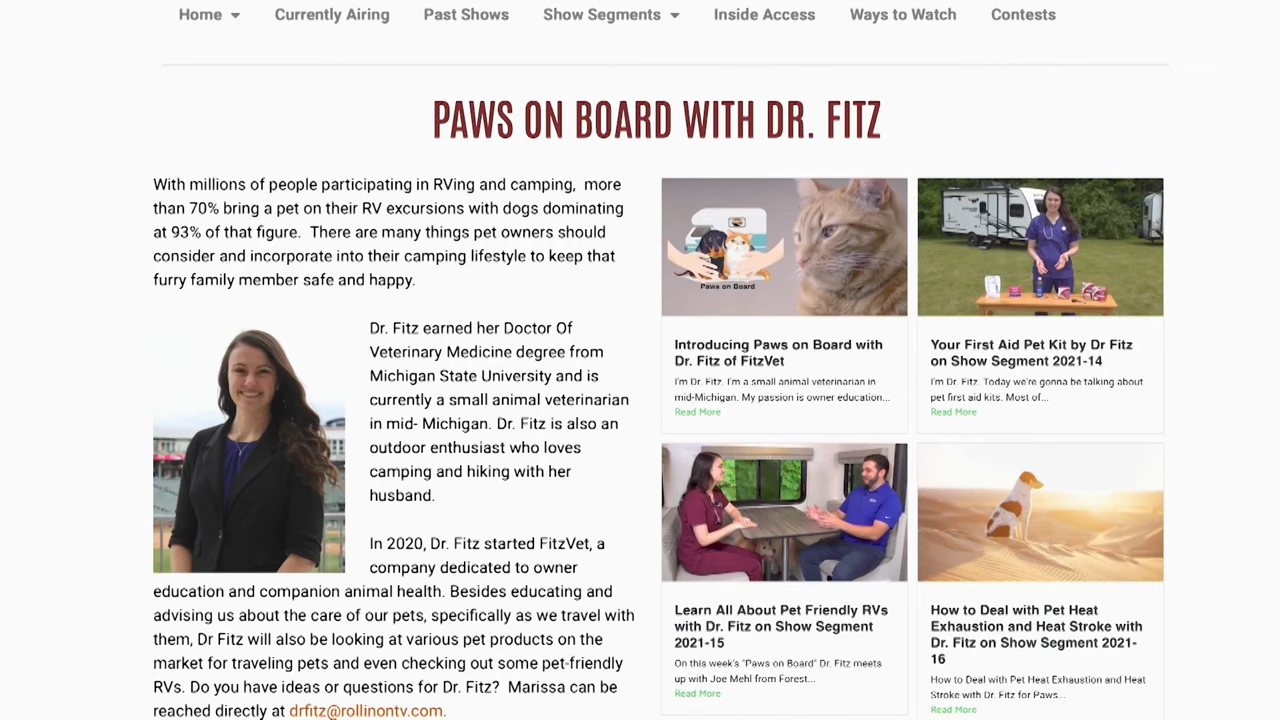 Home
Currently Airing
Past Shows
Show Segments
Inside Access
Ways to Watch
Contests
PAWS ON BOARD WITH DR. FITZ
With millions of people participating in RVing and camping, more
than 70% bring a pet on their RV excursions with dogs dominating
at 93% of that figure. There are many things pet owners should
consider and incorporate into their camping lifestyle to keep that
furry family member safe and happy.
Dr. Fitz earned her Doctor Of
Veterinary Medicine degree from
Michigan State University and is
currently a small animal veterinarian
in mid- Michigan. Dr. Fitz is also an
outdoor enthusiast who loves
camping and hiking with her
husband.
In 2020, Dr. Fitz started FitzVet, a
company dedicated to owner
education and companion animal health. Besides educating and
advising us about the care of our pets, specifically as we travel with
them, Dr Fitz will also be looking at various pet products on the
market for traveling pets and even checking out some pet-friendly
RVs. Do you have ideas or questions for Dr. Fitz? Marissa can be
reached directly at drfitz@rollinontv.com.
Paws on Board
Introducing Paws on Board with
Dr. Fitz of FitzVet
I'm Dr. Fitz. I'm a small animal veterinarian in
mid-Michigan. My passion is owner education...
Read More
Your First Aid Pet Kit by Dr Fitz
on Show Segment 2021-14
I'm Dr. Fitz. Today we're gonna be talking about
pet first aid kits. Most of...
Read More
Learn All About Pet Friendly RVs
with Dr. Fitz on Show Segment
2021-15
On this week's "Paws on Board" Dr. Fitz meets
up with Joe Mehl from Forest...
Read More
How to Deal with Pet Heat
Exhaustion and Heat Stroke with
Dr. Fitz on Show Segment 2021-
16
How to Deal with Pet Heat Exhaustion and Heat
Stroke with Dr. Fitz for Paws...
Read More